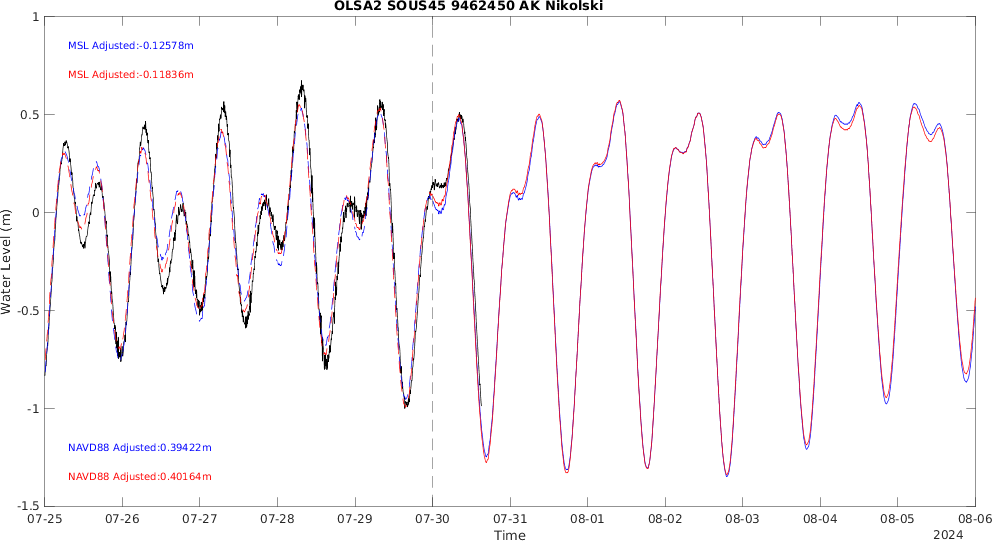 OLSA2 SOUS45 9462450 AK Nikolski
MSL Adjusted:-0.12578m
MSL Adjusted:-0.11836m
NAVD88 Adjusted:0.39422m
NAVD88 Adjusted:0.40164m
Water Level (m)
1
0.5
0
-0.5
-1
-1.5
07-25 07-26 07-27 07-28 07-29 07-30 07-31 08-01 08-02 08-03 08-04 08-05 08-06
Time
2024